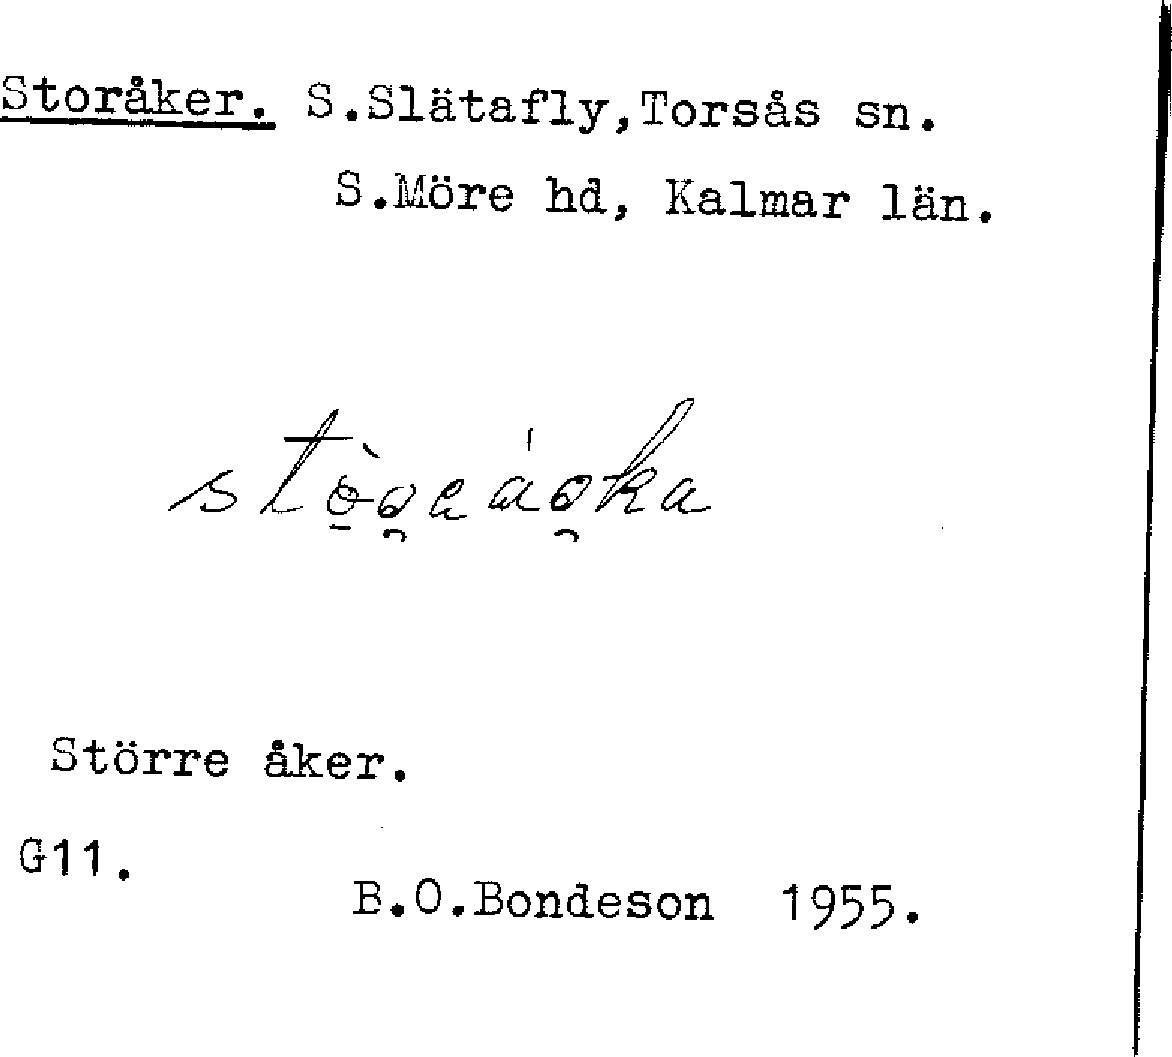 Storåker. S.Slätafly,Torsås sn.
S.Möre hd, Kalmar län.
Större åker.
G11.
B.O.Bondeson 1955.